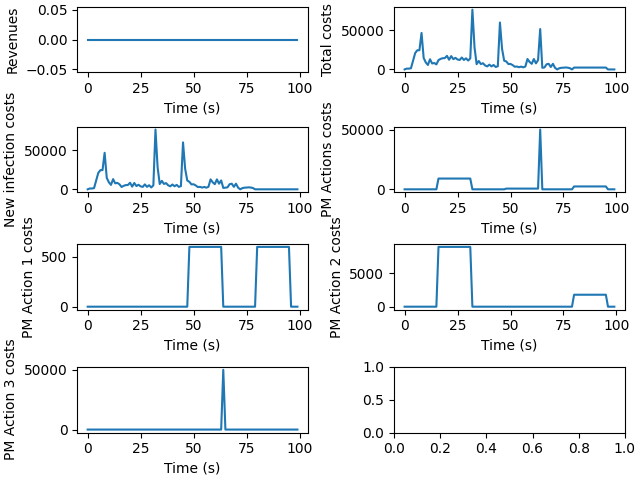 Revenues
0.05
0.00
−0.05
0 25 50 75 100
Time (s)
Total costs
50000
0
0 25 50 75 100
Time (s)
New infection costs
50000
0
0 25 50 75 100
Time (s)
PM Actions costs
50000
0
0 25 50 75 100
Time (s)
PM Action 1 costs
500
0
0 25 50 75 100
Time (s)
PM Action 2 costs
5000
0
0 25 50 75 100
Time (s)
PM Action 3 costs
50000
0
0 25 50 75 100
Time (s)
1.0
0.5
0.0
0.0 0.2 0.4 0.6 0.8 1.0